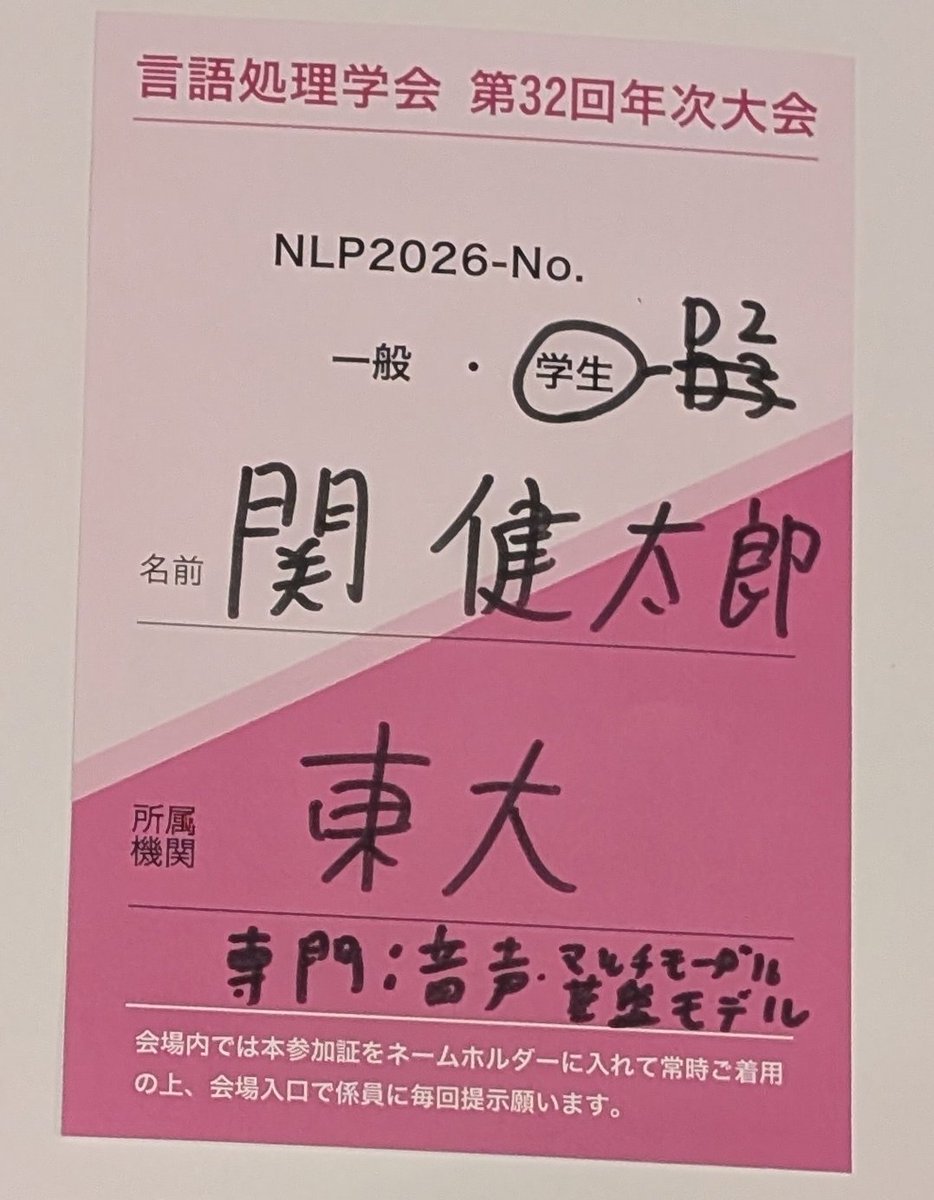 言語処理学会 第32回年次大会
NLP2026-No.
D2
一般 ・ 学生 D3
名前 関 健太郎
所属機関 東大
専門:音声・マルチモーダル
基盤モデル
会場内では本参加証をネームホルダーに入れて常時ご着用
の上、会場入口で係員に毎回提示願います。